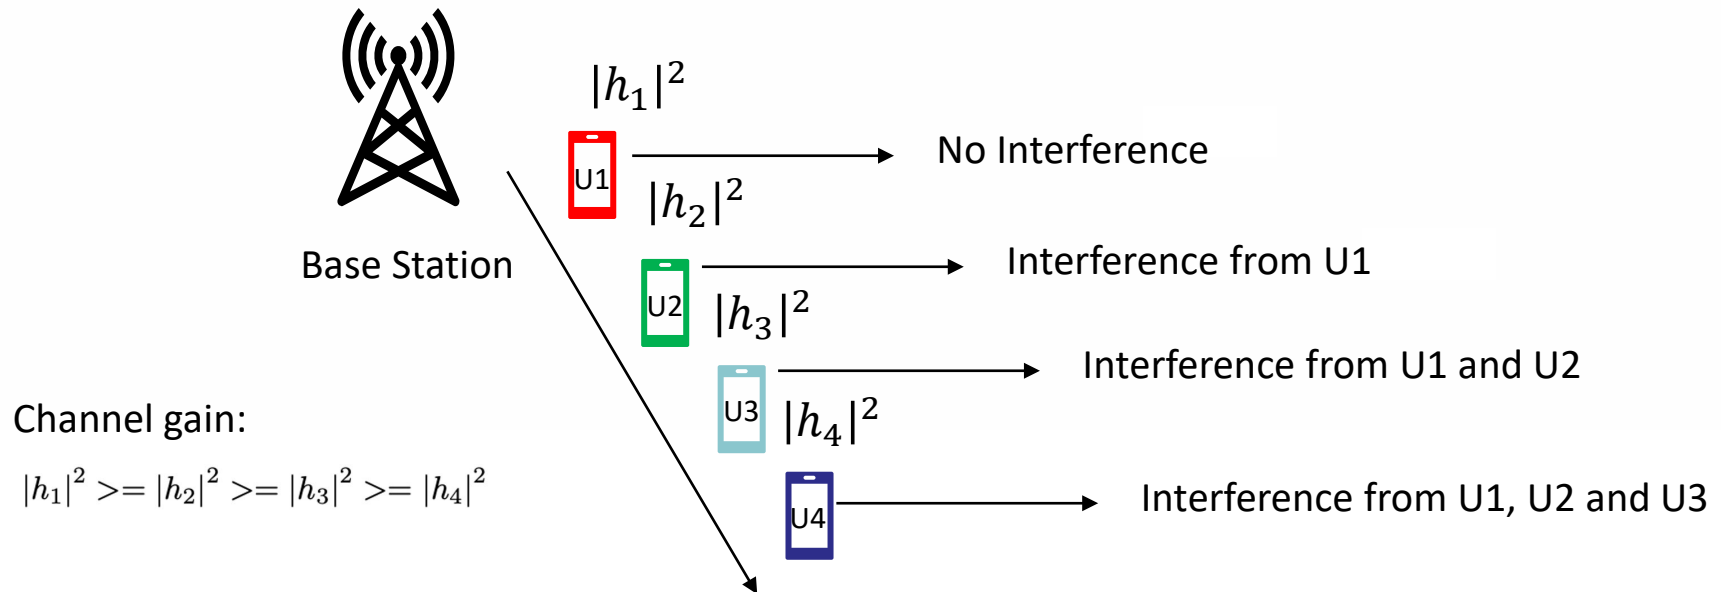 |h₁|²
U1
No Interference
|h₂|²
Base Station
U2
Interference from U1
|h₃|²
U3
Interference from U1 and U2
|h₄|²
Channel gain:
|h₁|² >= |h₂|² >= |h₃|² >= |h₄|²
U4
Interference from U1, U2 and U3